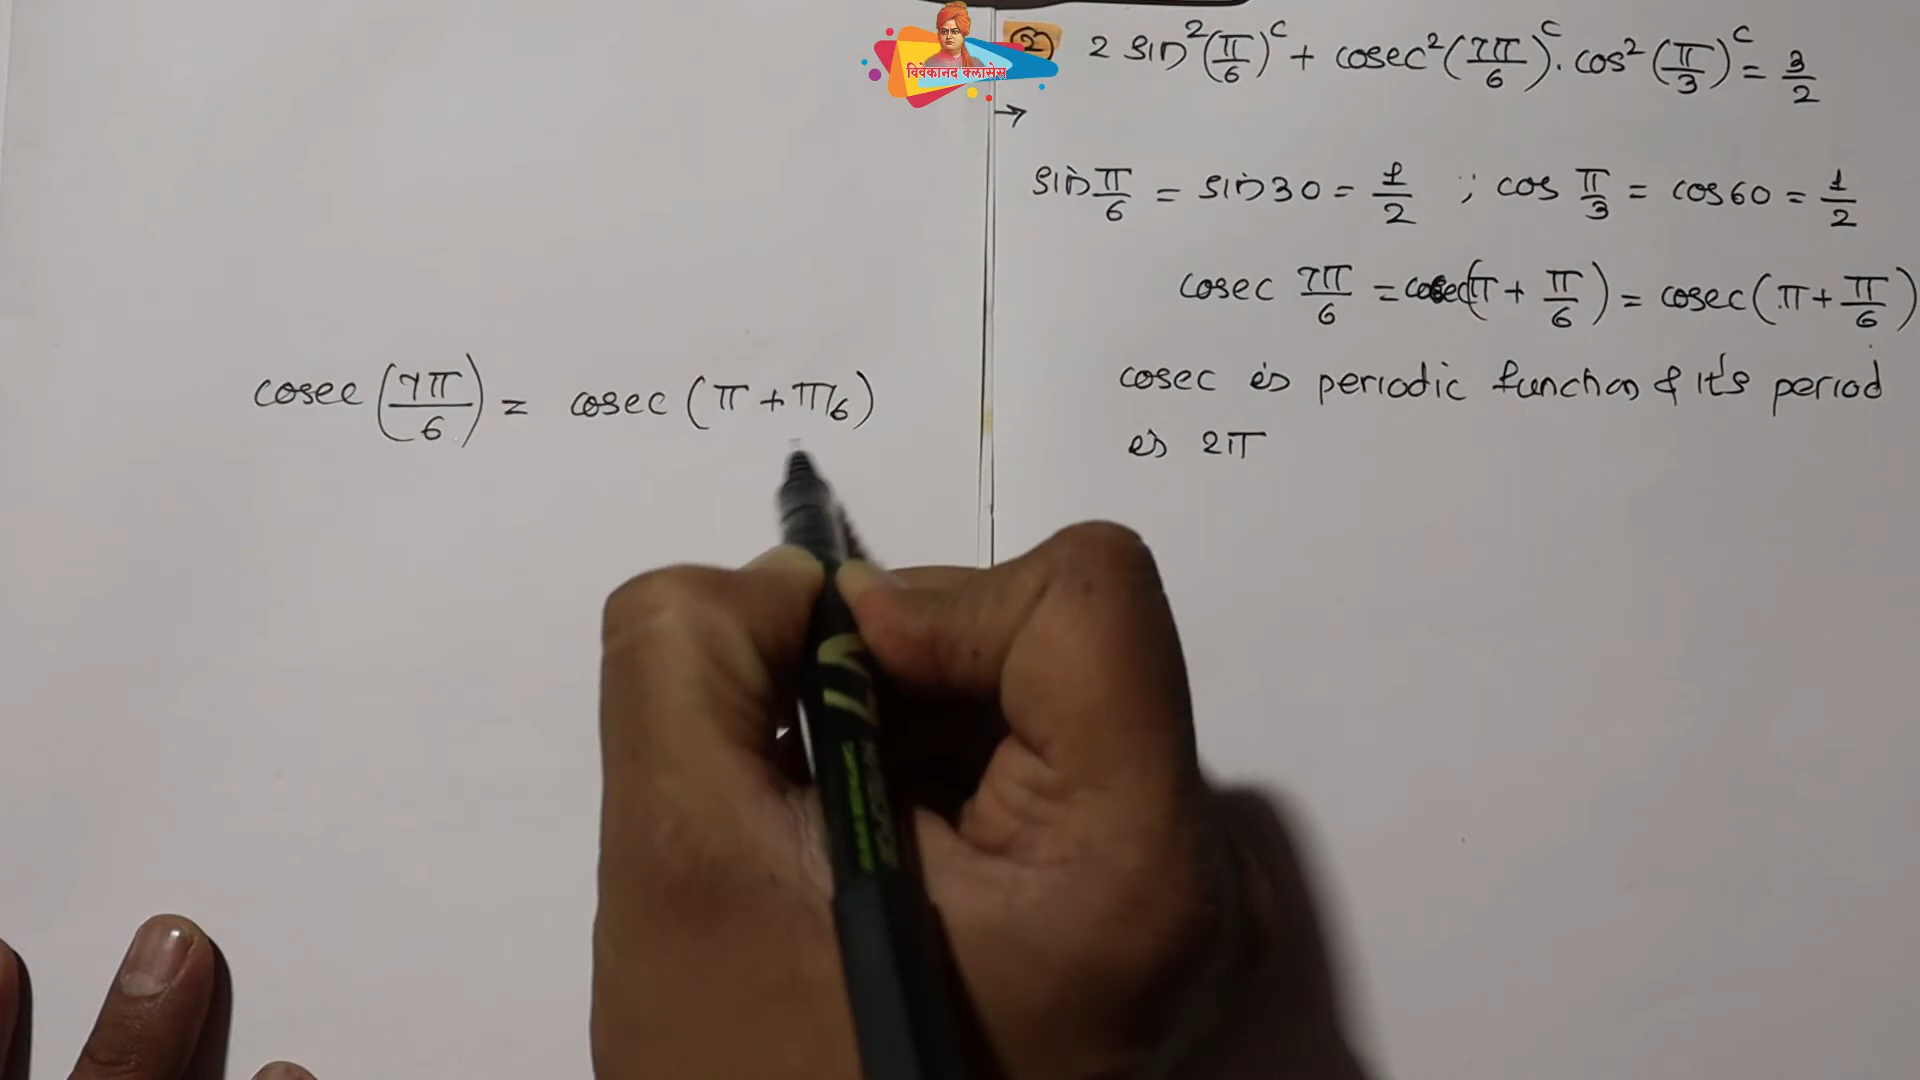 विवेकानंद क्लासेस
② 2 sin²(π/6)ᶜ + cosec²(7π/6)ᶜ . cos²(π/3)ᶜ = 3/2
→
sin π/6 = sin 30 = 1/2 ; cos π/3 = cos 60 = 1/2
cosec 7π/6 = cosec(π + π/6) = cosec(π + π/6)
cosec is periodic function & it's period
is 2π
cosec (7π/6) = cosec (π + π/6)